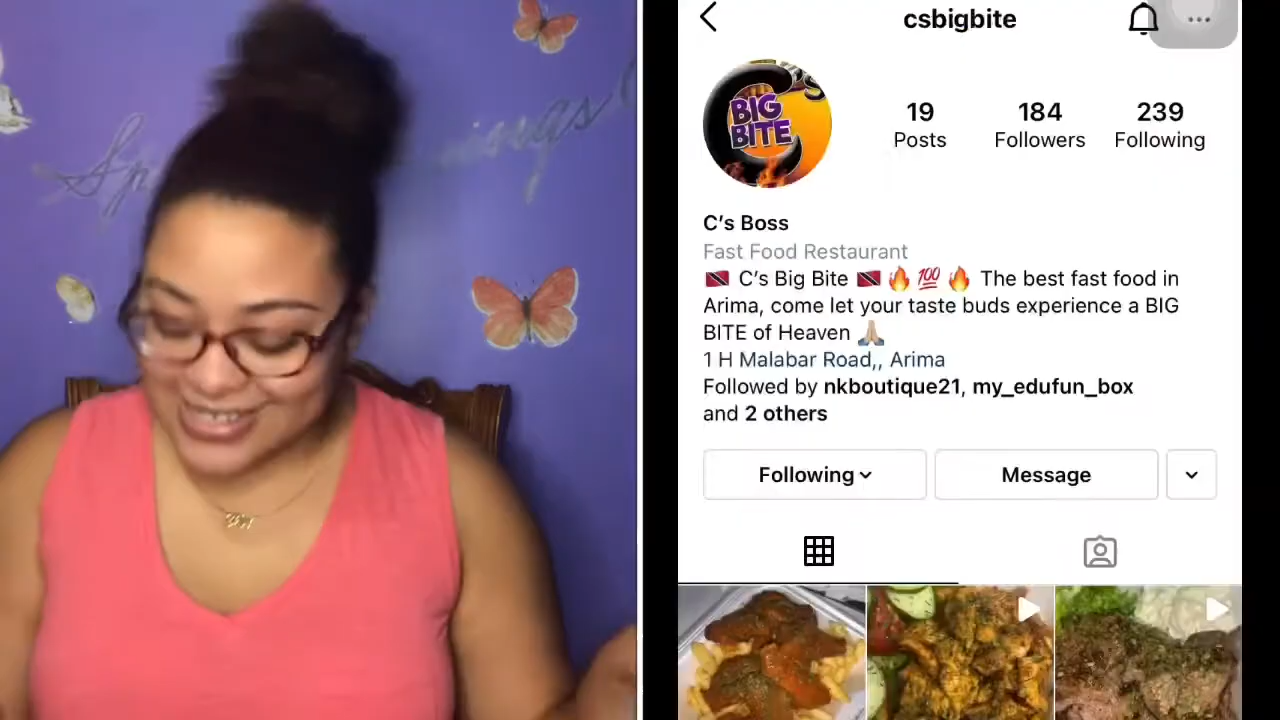 csbigbite
BIG
BITE
19
Posts
184
Followers
239
Following
C's Boss
Fast Food Restaurant
🇹🇹 C's Big Bite 🇹🇹🔥💯🔥 The best fast food in
Arima, come let your taste buds experience a BIG
BITE of Heaven 🙏🏼
1 H Malabar Road,, Arima
Followed by nkboutique21, my_edufun_box
and 2 others
Following
Message